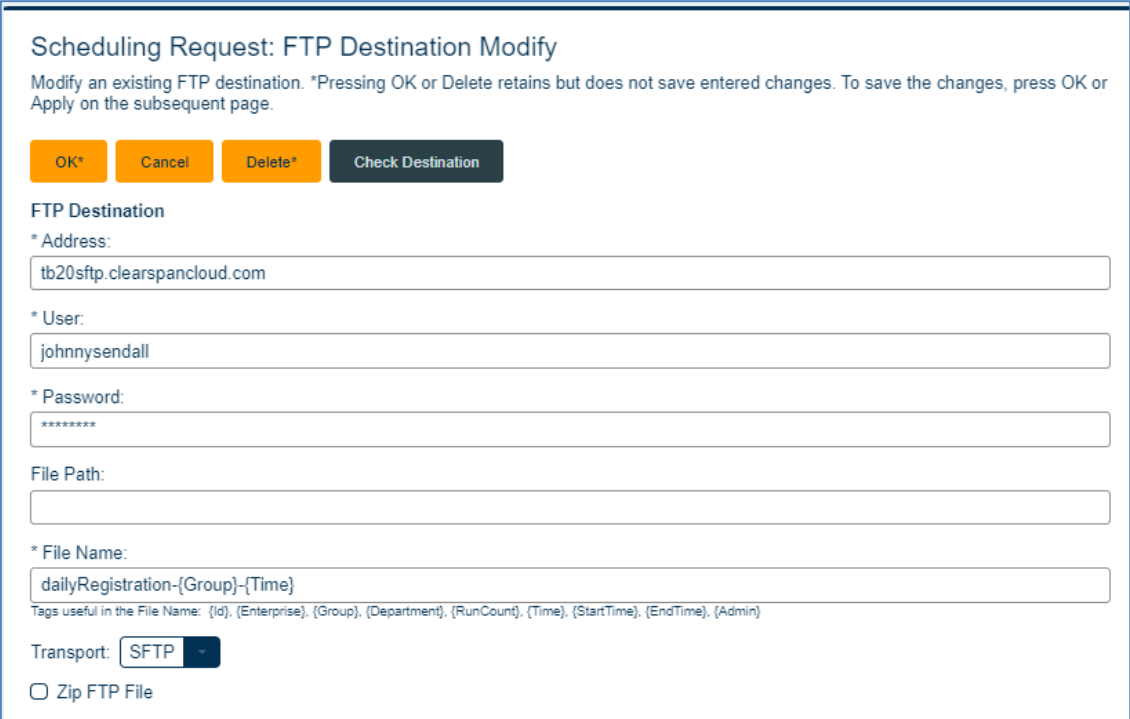 Scheduling Request: FTP Destination Modify
Modify an existing FTP destination. *Pressing OK or Delete retains but does not save entered changes. To save the changes, press OK or
Apply on the subsequent page.
OK* Cancel Delete* Check Destination
FTP Destination
* Address:
tb20sftp.clearspancloud.com
* User:
johnnysendall
* Password:
********
File Path:
* File Name:
dailyRegistration-{Group}-{Time}
Tags useful in the File Name: {Id}, {Enterprise}, {Group}, {Department}, {RunCount}, {Time}, {StartTime}, {EndTime}, {Admin}
Transport: SFTP
Zip FTP File